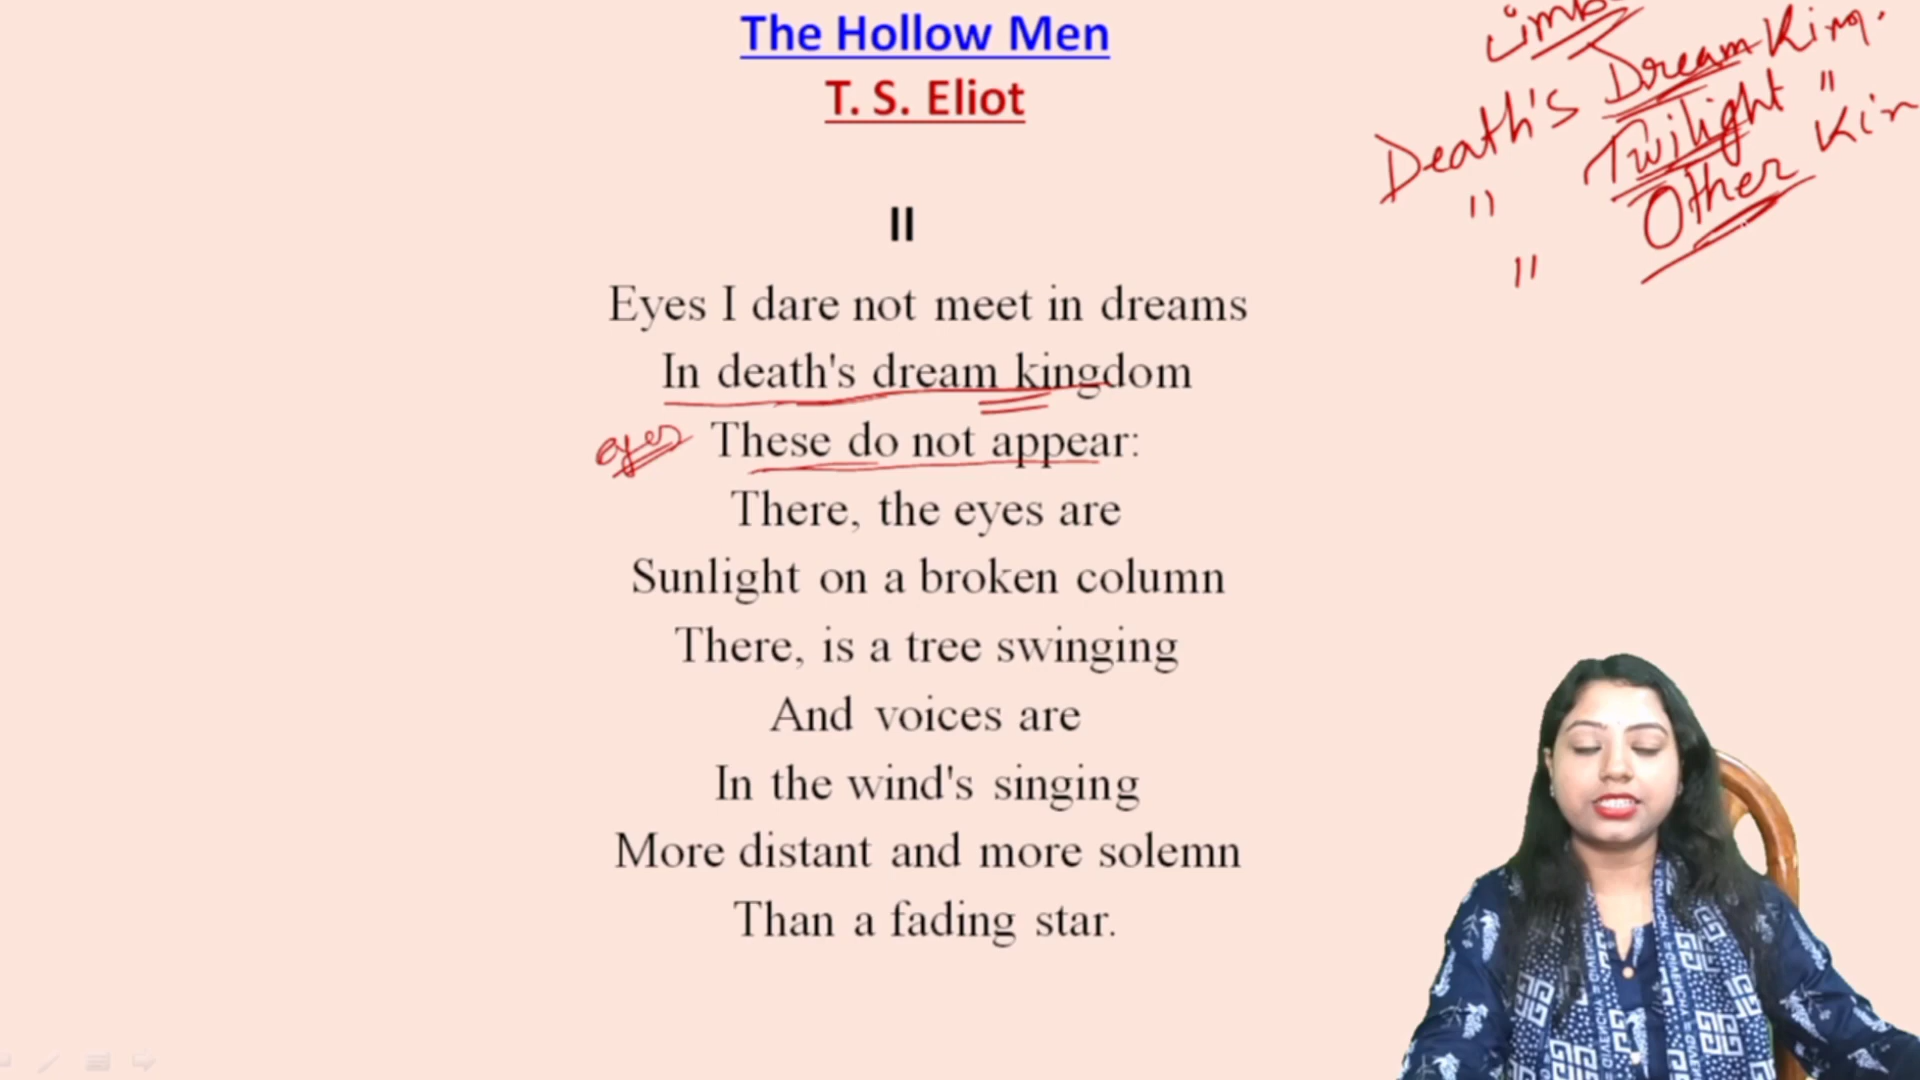 The Hollow Men
T. S. Eliot
Limbo
Death's Dream King.
" Twilight "
" Other Kin
II
Eyes I dare not meet in dreams
In death's dream kingdom
eyes These do not appear:
There, the eyes are
Sunlight on a broken column
There, is a tree swinging
And voices are
In the wind's singing
More distant and more solemn
Than a fading star.